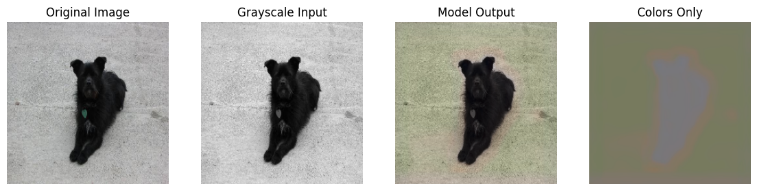 Original Image
Grayscale Input
Model Output
Colors Only